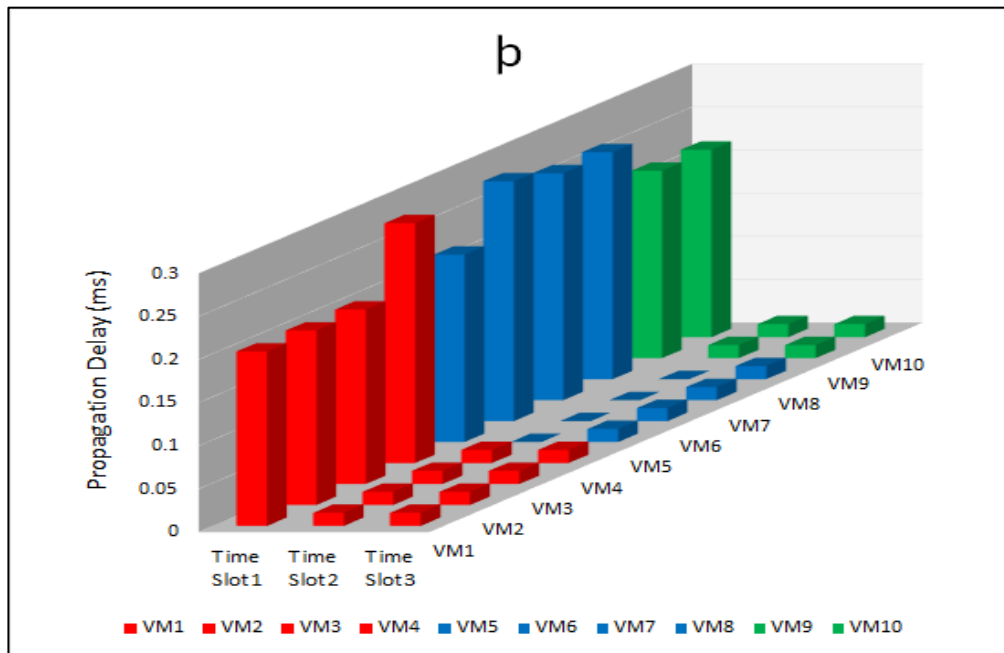 þ
Propagation Delay (ms)
0.3
0.25
0.2
0.15
0.1
0.05
0
Time Slot1
Time Slot2
Time Slot3
VM1
VM2
VM3
VM4
VM5
VM6
VM7
VM8
VM9
VM10
VM1 VM2 VM3 VM4 VM5 VM6 VM7 VM8 VM9 VM10